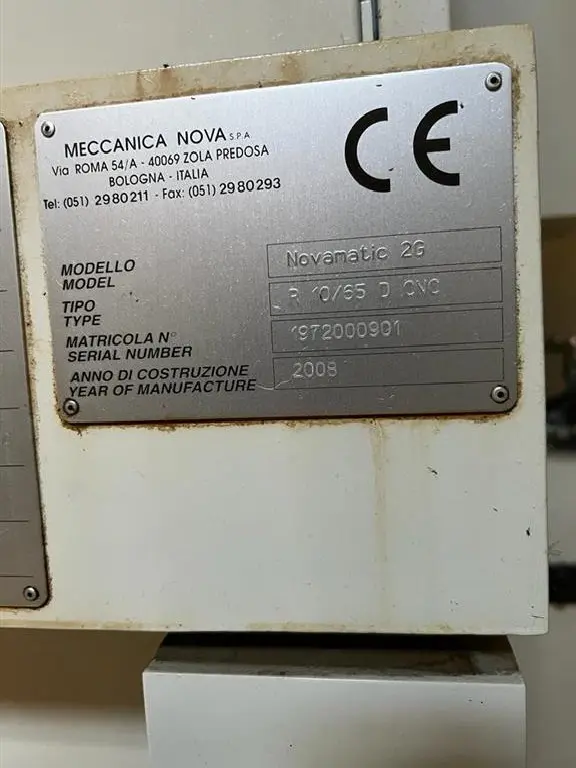 MECCANICA NOVA S.P.A.
Via ROMA 54/A - 40069 ZOLA PREDOSA
BOLOGNA - ITALIA
Tel: (051) 2980211 - Fax: (051) 2980293
CE
MODELLO
MODEL
Novamatic 2G
TIPO
TYPE
R 10/65 D CNC
MATRICOLA N°
SERIAL NUMBER
1972000901
ANNO DI COSTRUZIONE
YEAR OF MANUFACTURE
2008